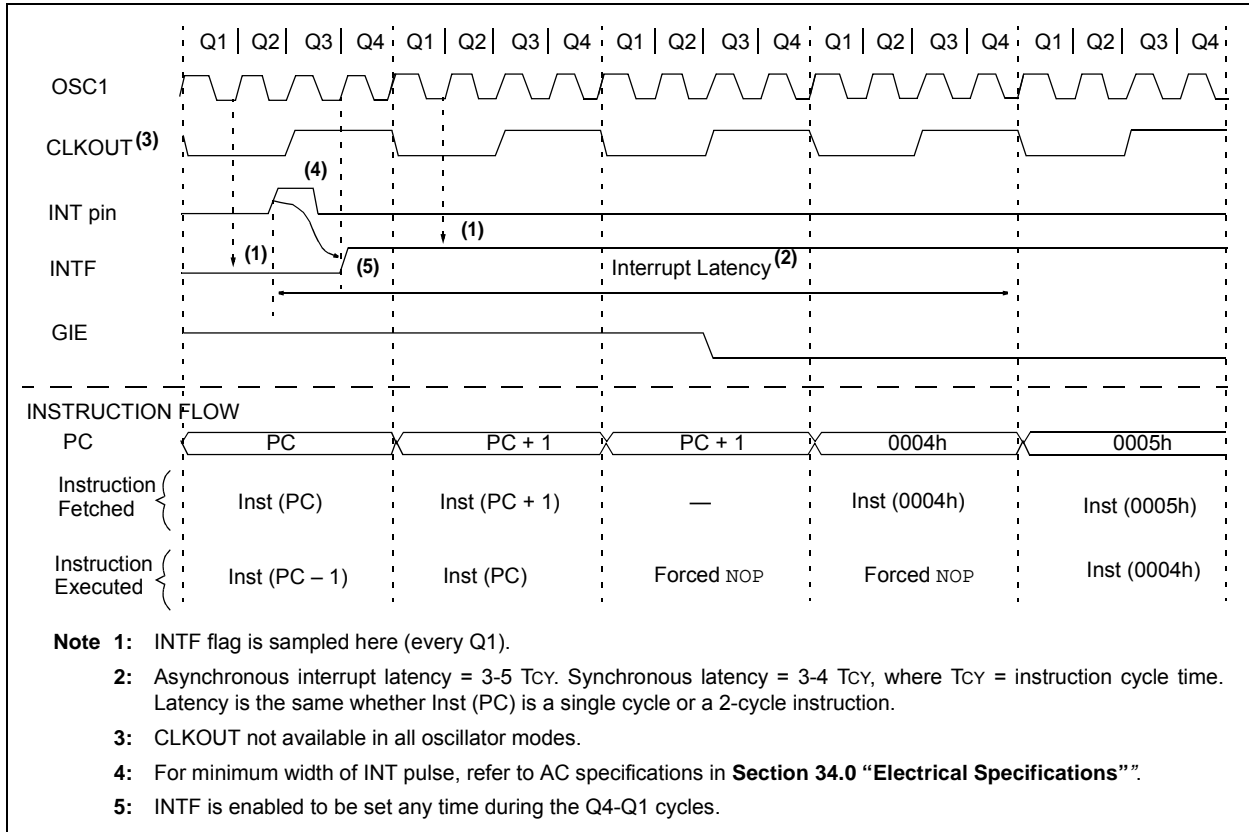 Q1 Q2 Q3 Q4 Q1 Q2 Q3 Q4 Q1 Q2 Q3 Q4 Q1 Q2 Q3 Q4 Q1 Q2 Q3 Q4
OSC1
CLKOUT (3)
(4)
INT pin
(1) (1)
INTF (5) Interrupt Latency (2)
GIE
INSTRUCTION FLOW
PC PC PC + 1 PC + 1 0004h 0005h
Instruction Fetched Inst (PC) Inst (PC + 1) — Inst (0004h) Inst (0005h)
Instruction Executed Inst (PC – 1) Inst (PC) Forced NOP Forced NOP Inst (0004h)
Note 1: INTF flag is sampled here (every Q1).
2: Asynchronous interrupt latency = 3-5 TCY. Synchronous latency = 3-4 TCY, where TCY = instruction cycle time.
Latency is the same whether Inst (PC) is a single cycle or a 2-cycle instruction.
3: CLKOUT not available in all oscillator modes.
4: For minimum width of INT pulse, refer to AC specifications in Section 34.0 “Electrical Specifications””.
5: INTF is enabled to be set any time during the Q4-Q1 cycles.